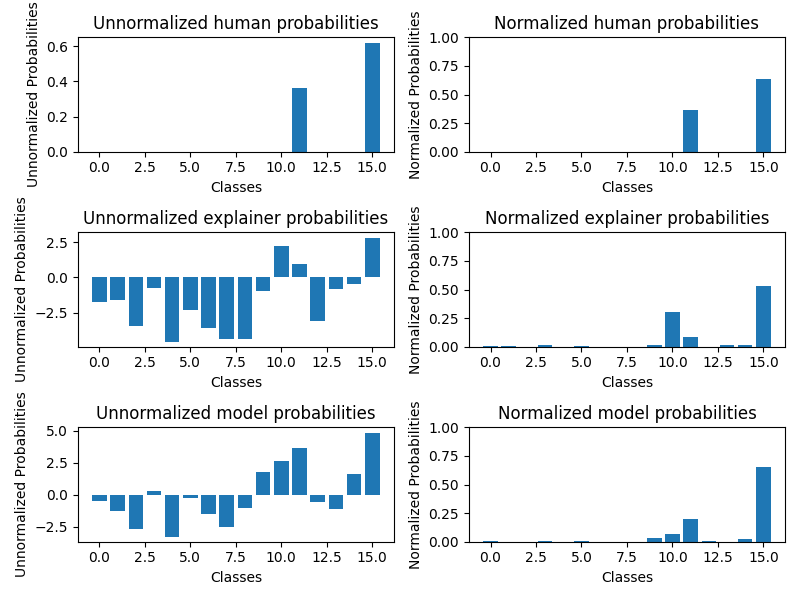 Unnormalized human probabilities
Unnormalized Probabilities
0.6
0.4
0.2
0.0
0.0 2.5 5.0 7.5 10.0 12.5 15.0
Classes
Normalized human probabilities
Normalized Probabilities
1.00
0.75
0.50
0.25
0.00
0.0 2.5 5.0 7.5 10.0 12.5 15.0
Classes
Unnormalized explainer probabilities
Unnormalized Probabilities
2.5
0.0
−2.5
0.0 2.5 5.0 7.5 10.0 12.5 15.0
Classes
Normalized explainer probabilities
Normalized Probabilities
1.00
0.75
0.50
0.25
0.00
0.0 2.5 5.0 7.5 10.0 12.5 15.0
Classes
Unnormalized model probabilities
Unnormalized Probabilities
5.0
2.5
0.0
−2.5
0.0 2.5 5.0 7.5 10.0 12.5 15.0
Classes
Normalized model probabilities
Normalized Probabilities
1.00
0.75
0.50
0.25
0.00
0.0 2.5 5.0 7.5 10.0 12.5 15.0
Classes